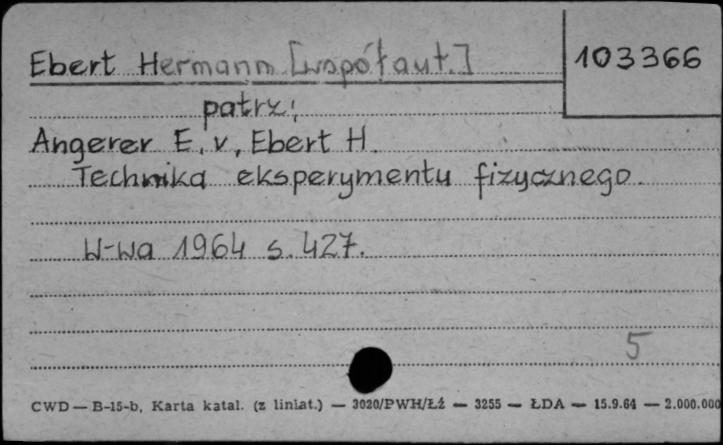 Ebert Hermann [współaut.] 103366
patrz:
Angerer E. v., Ebert H.
Technika eksperymentu fizycznego.
W-wa 1964 s. 427.
5
CWD — B-15-b, Karta katal. (z liniat.) — 3020/PWH/Łź — 3255 — ŁDA — 15.9.64 — 2.000.000